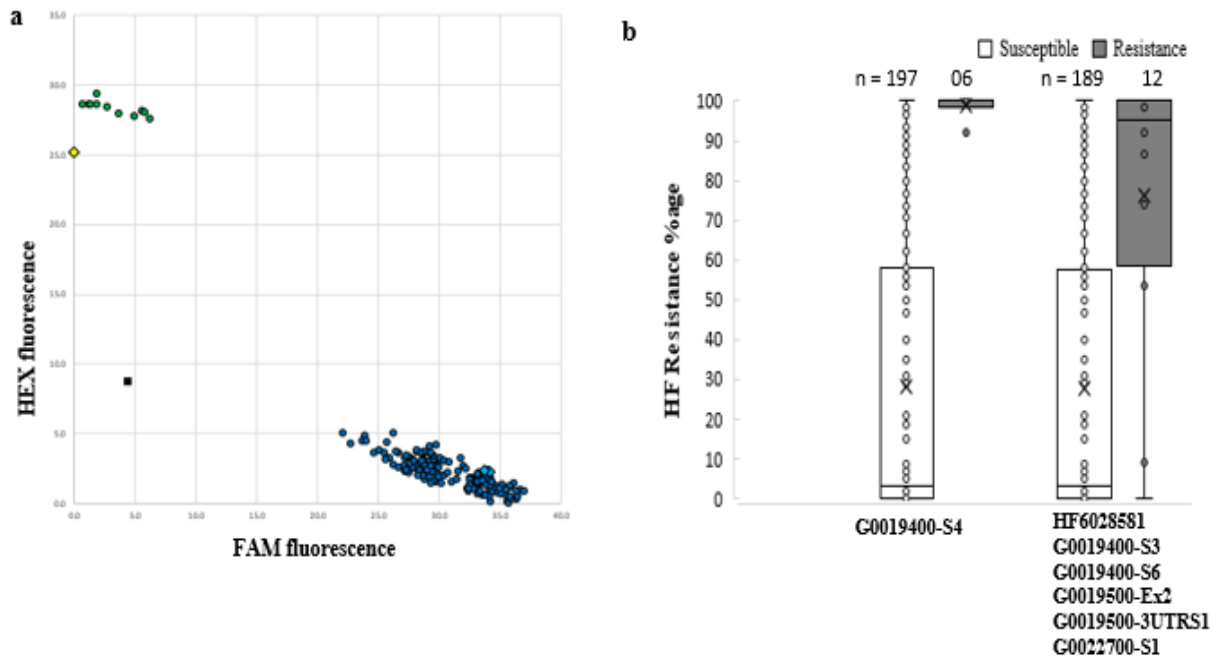 a
35.0
30.0
25.0
20.0
15.0
10.0
5.0
0.0
0.0 5.0 10.0 15.0 20.0 25.0 30.0 35.0 40.0
HEX fluorescence
FAM fluorescence
b
Susceptible Resistance
n = 197 06 n = 189 12
100
90
80
70
60
50
40
30
20
10
0
HF Resistance %age
G0019400-S4
HF6028581
G0019400-S3
G0019400-S6
G0019500-Ex2
G0019500-3UTRS1
G0022700-S1